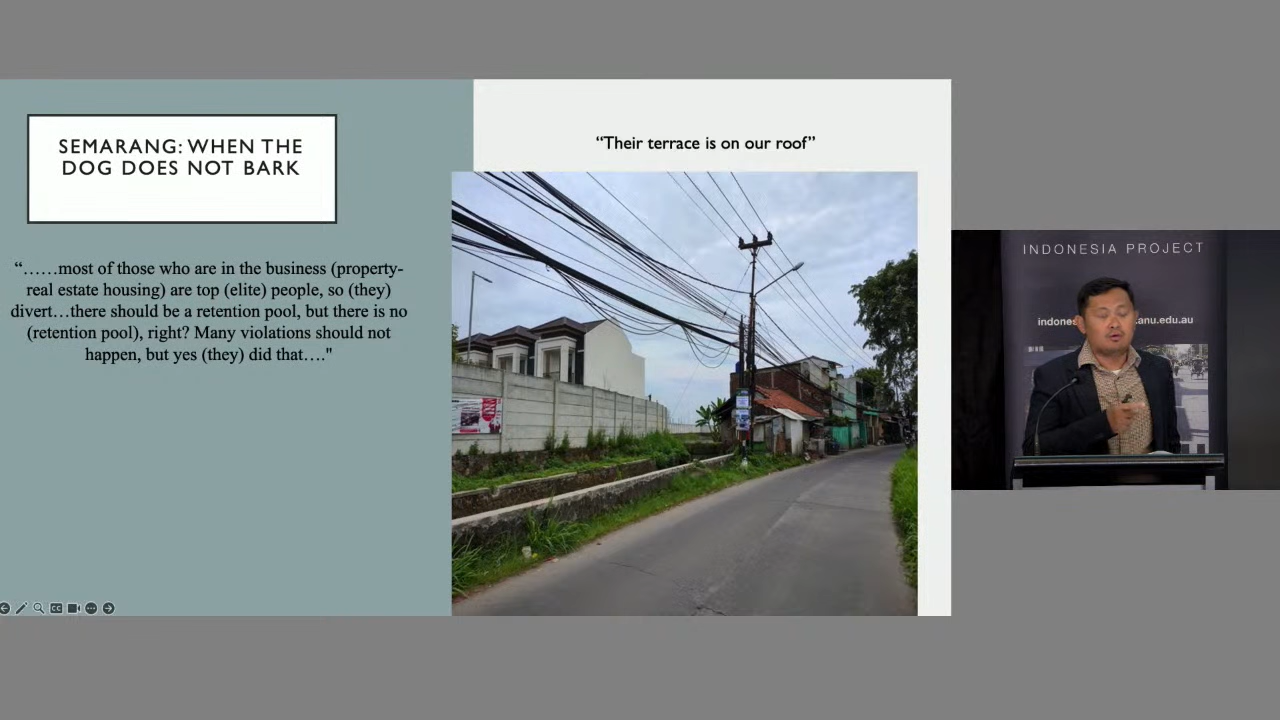 SEMARANG: WHEN THE
DOG DOES NOT BARK
“……most of those who are in the business (property-
real estate housing) are top (elite) people, so (they)
divert…there should be a retention pool, but there is no
(retention pool), right? Many violations should not
happen, but yes (they) did that…."
“Their terrace is on our roof”
INDONESIA PROJECT
indones
anu.edu.au